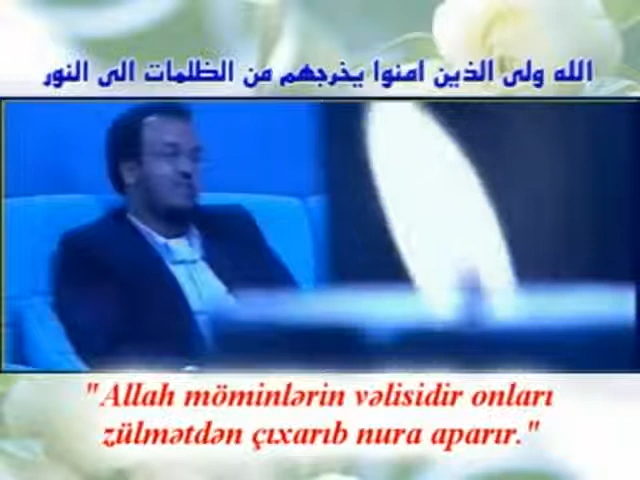 الله ولى الذين امنوا يخرجهم من الظلمات الى النور
"Allah möminlərin vəlisidir onları
zülmətdən çıxarıb nura aparır."